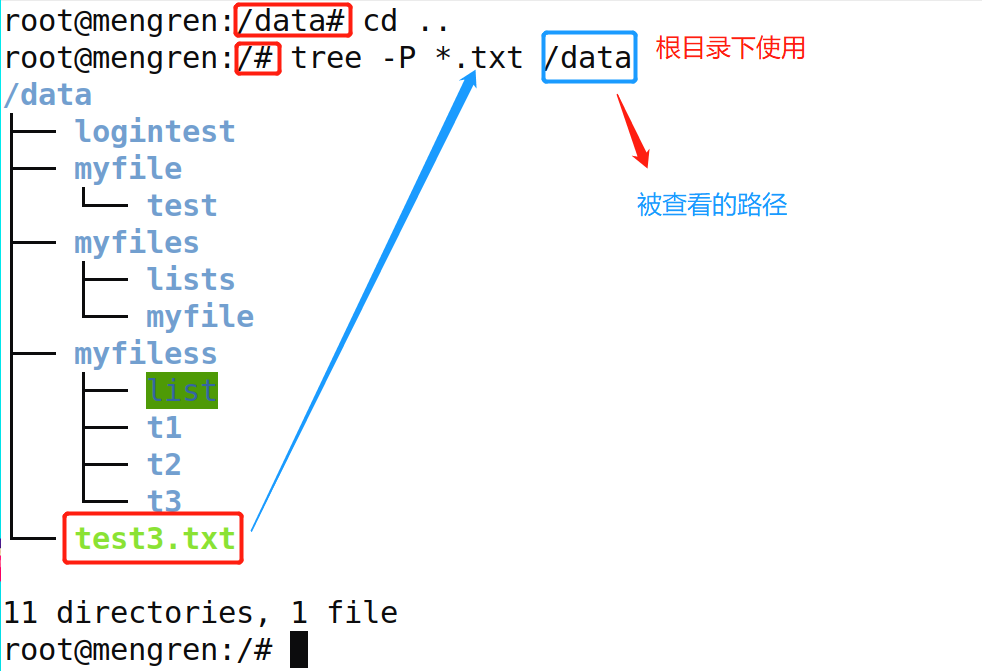 root@mengren:/data# cd ..
root@mengren:/# tree -P *.txt /data 根目录下使用
/data
├── logintest
├── myfile
│   └── test
被查看的路径
├── myfiles
│   ├── lists
│   └── myfile
├── myfiless
│   ├── list
│   ├── t1
│   ├── t2
│   └── t3
└── test3.txt
11 directories, 1 file
root@mengren:/#